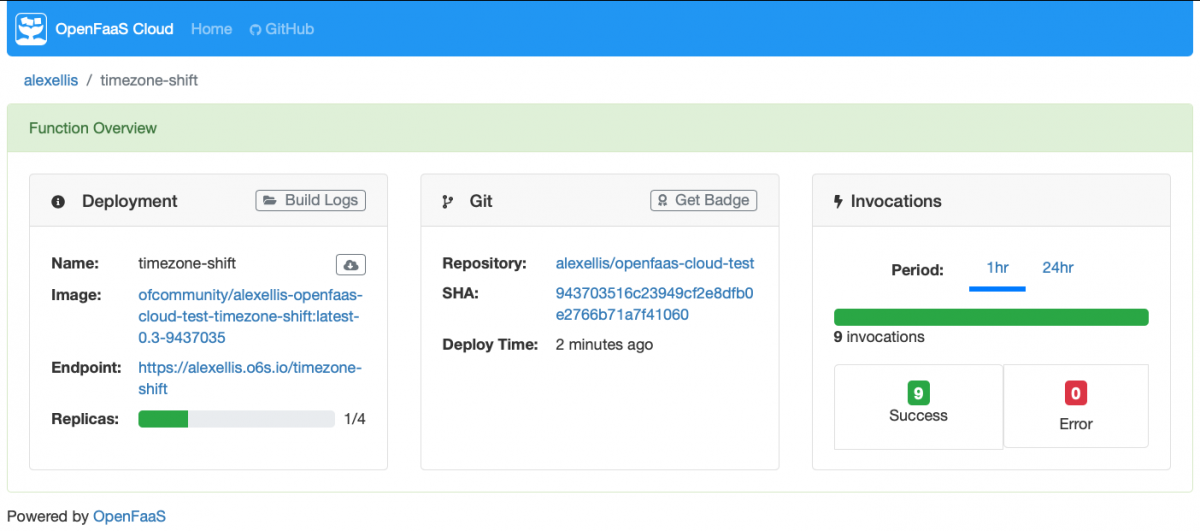 OpenFaaS Cloud Home GitHub
alexellis / timezone-shift
Function Overview
Deployment Build Logs
Name: timezone-shift
Image: ofcommunity/alexellis-openfaas-
cloud-test-timezone-shift:latest-
0.3-9437035
Endpoint: https://alexellis.o6s.io/timezone-
shift
Replicas: 1/4
Git Get Badge
Repository: alexellis/openfaas-cloud-test
SHA: 943703516c23949cf2e8dfb0
e2766b71a7f41060
Deploy Time: 2 minutes ago
Invocations
Period: 1hr 24hr
9 invocations
9
Success
0
Error
Powered by OpenFaaS